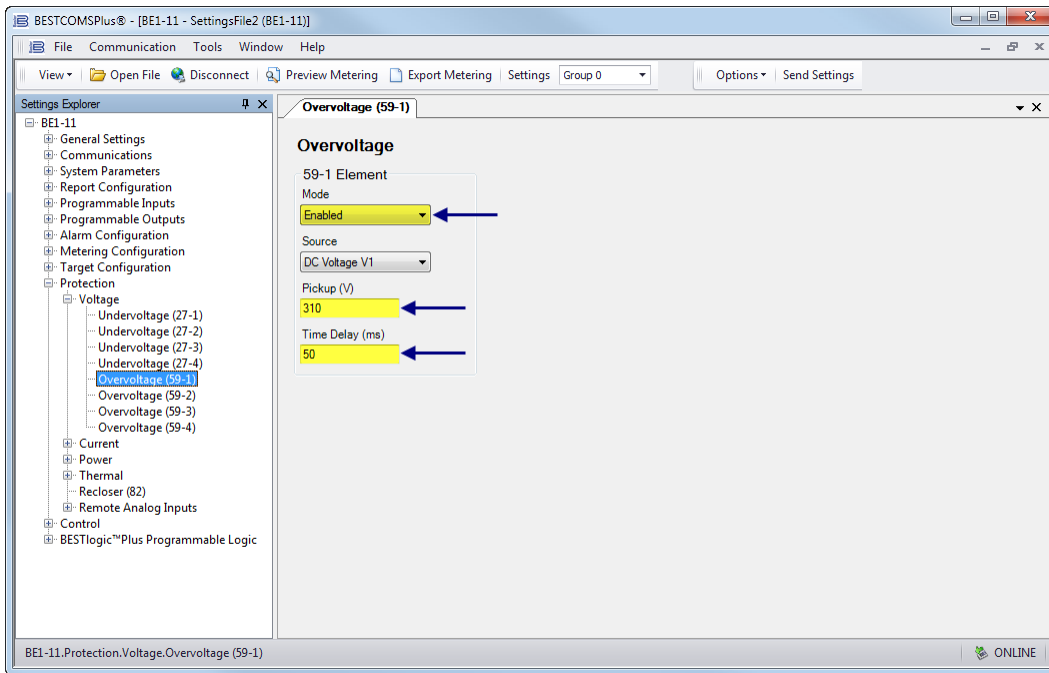 BESTCOMSPlus® - [BE1-11 - SettingsFile2 (BE1-11)]
File Communication Tools Window Help
View Open File Disconnect Preview Metering Export Metering Settings Group 0 Options Send Settings
Settings Explorer
BE1-11
General Settings
Communications
System Parameters
Report Configuration
Programmable Inputs
Programmable Outputs
Alarm Configuration
Metering Configuration
Target Configuration
Protection
Voltage
Undervoltage (27-1)
Undervoltage (27-2)
Undervoltage (27-3)
Undervoltage (27-4)
Overvoltage (59-1)
Overvoltage (59-2)
Overvoltage (59-3)
Overvoltage (59-4)
Current
Power
Thermal
Recloser (82)
Remote Analog Inputs
Control
BESTlogic™Plus Programmable Logic
Overvoltage (59-1)
Overvoltage
59-1 Element
Mode
Enabled
Source
DC Voltage V1
Pickup (V)
310
Time Delay (ms)
50
BE1-11.Protection.Voltage.Overvoltage (59-1)
ONLINE